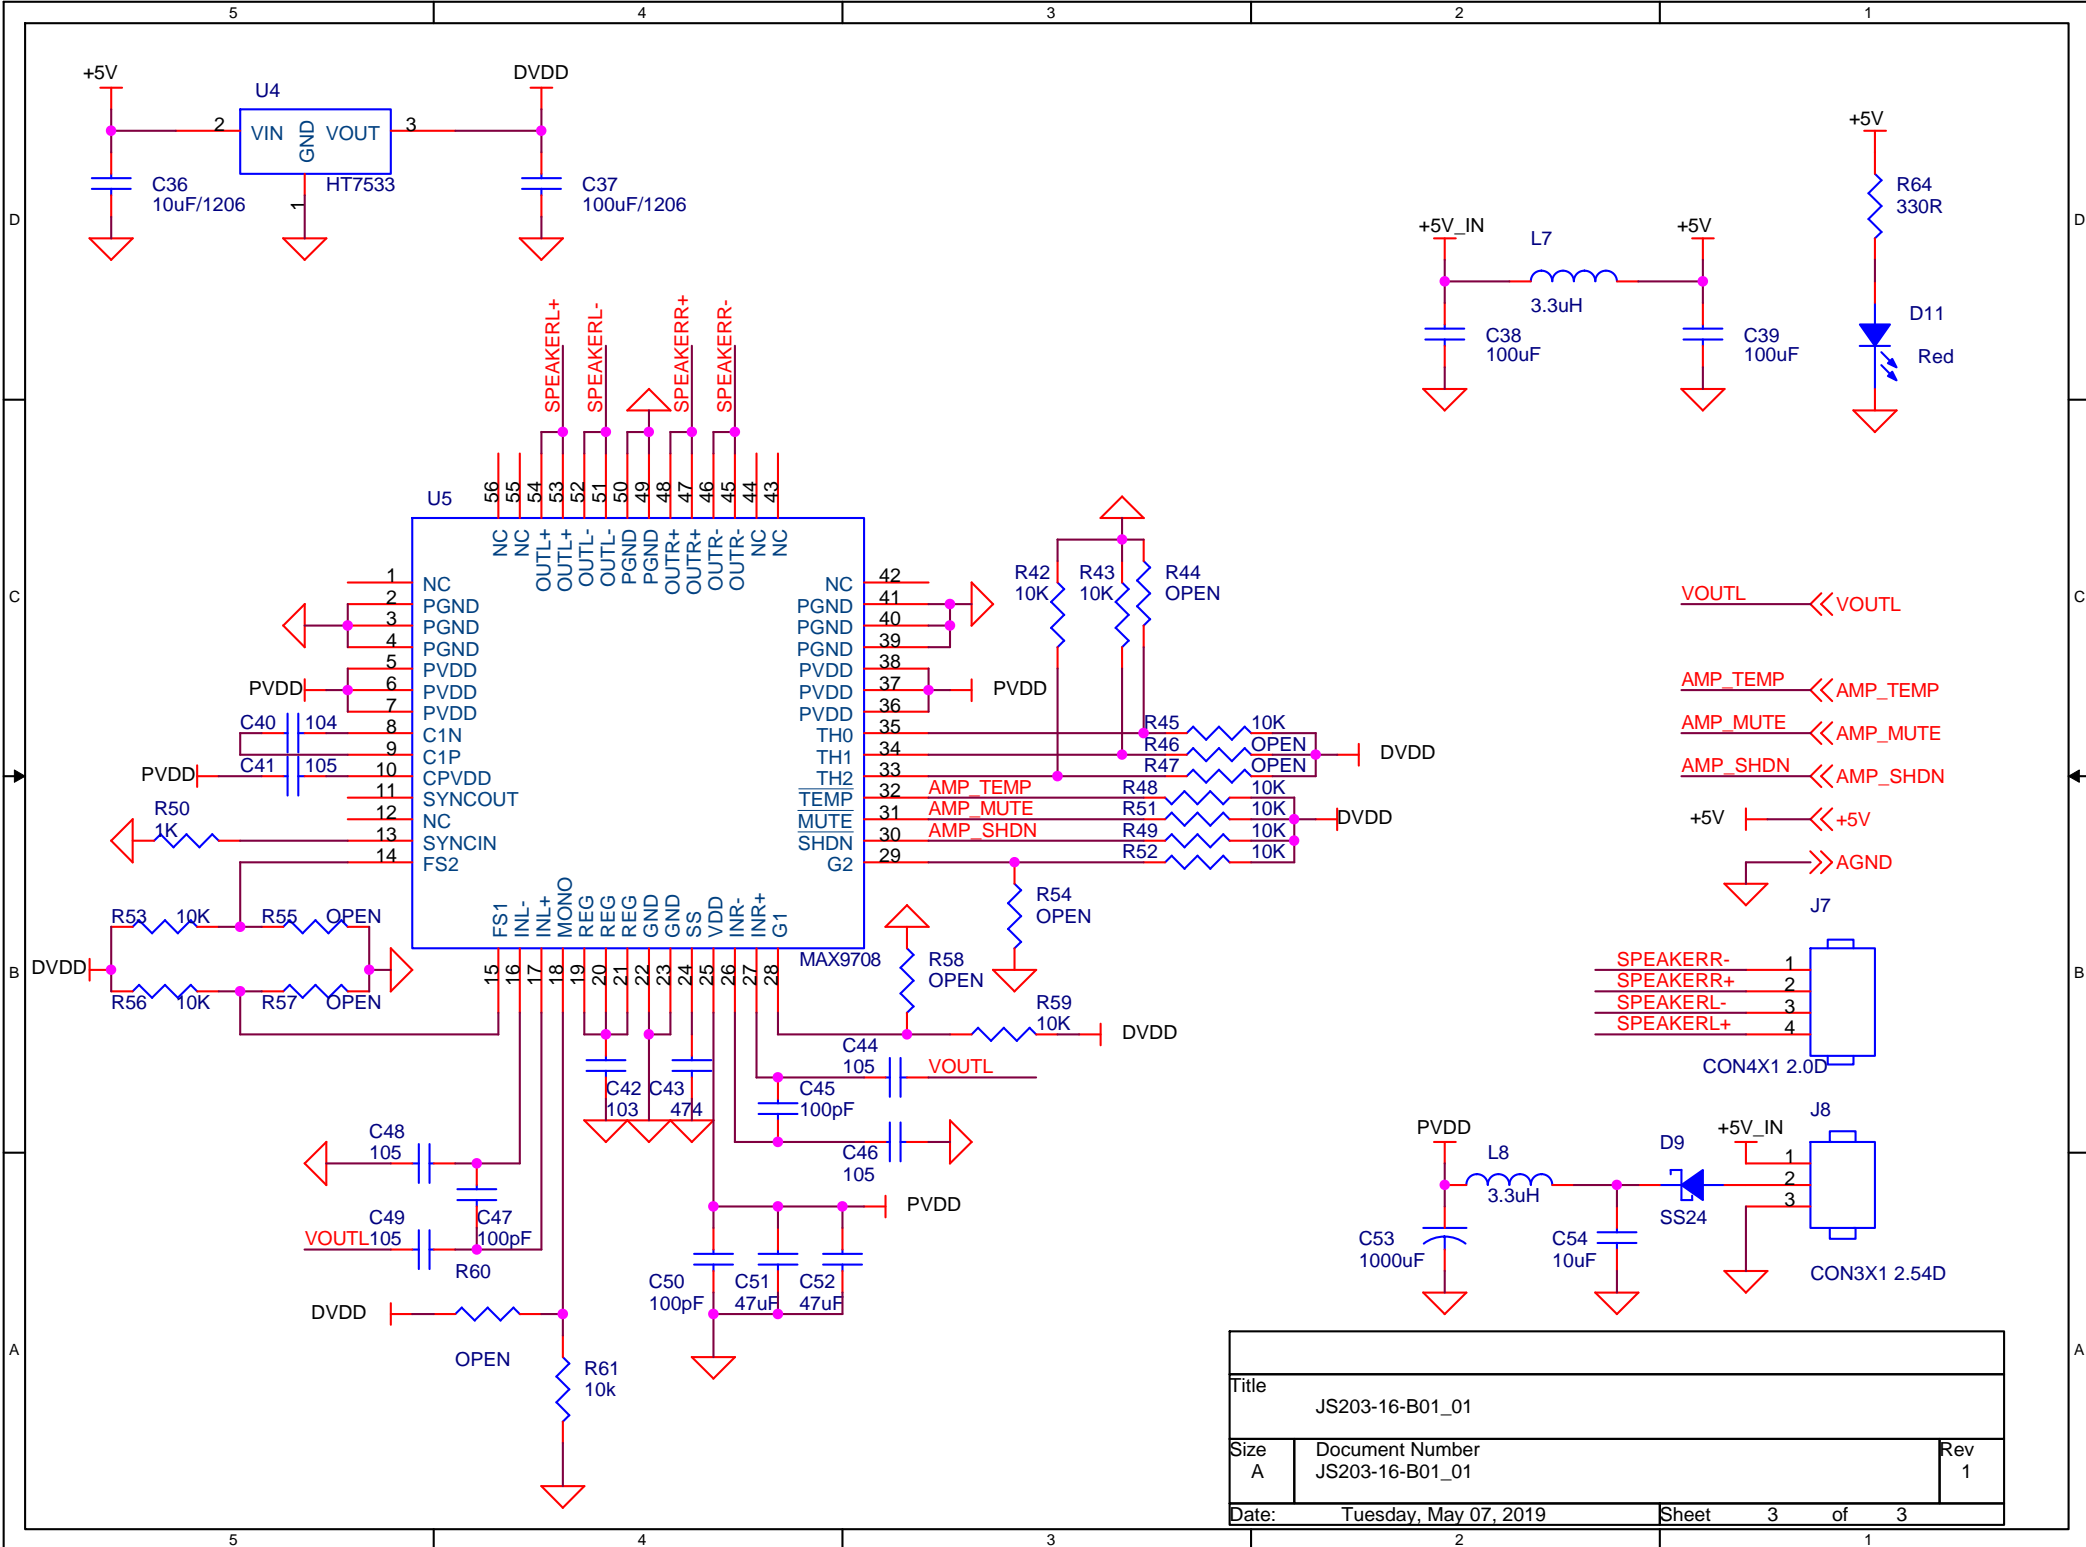 5 4 3 2 1
D
C
B
A
D
C
B
A
+5V
U4
DVDD
2 VIN GND VOUT 3
HT7533
1
C36
10uF/1206
C37
100uF/1206
+5V_IN
L7
3.3uH
+5V
C38
100uF
C39
100uF
+5V
R64
330R
D11
Red
SPEAKERL+
SPEAKERL-
SPEAKERR+
SPEAKERR-
U5
56 55 54 53 52 51 50 49 48 47 46 45 44 43
NC NC OUTL+ OUTL+ OUTL- OUTL- PGND PGND OUTR+ OUTR+ OUTR- OUTR- NC NC
1 NC
2 PGND
3 PGND
4 PGND
5 PVDD
6 PVDD
7 PVDD
8 C1N
9 C1P
10 CPVDD
11 SYNCOUT
12 NC
13 SYNCIN
14 FS2
PVDD
C40 104
C41 105
PVDD
R50
1K
NC 42
PGND 41
PGND 40
PGND 39
PVDD 38
PVDD 37
PVDD 36
TH0 35
TH1 34
TH2 33
TEMP 32
MUTE 31
SHDN 30
G2 29
PVDD
R42
10K
R43
10K
R44
OPEN
R45 10K
R46 OPEN
R47 OPEN
DVDD
AMP_TEMP R48 10K
AMP_MUTE R51 10K
AMP_SHDN R49 10K
R52 10K
DVDD
FS1 INL- INL+ MONO REG REG REG GND GND SS VDD INR- INR+ G1
15 16 17 18 19 20 21 22 23 24 25 26 27 28
MAX9708
R53 10K R55 OPEN
DVDD
R56 10K R57 OPEN
R54
OPEN
R58
OPEN
R59
10K
DVDD
C42
103
C43
474
C44
105
VOUTL
C45
100pF
C46
105
C48
105
C47
100pF
C49
VOUTL 105
R60
DVDD
OPEN
R61
10k
PVDD
C50
100pF
C51
47uF
C52
47uF
VOUTL VOUTL
AMP_TEMP AMP_TEMP
AMP_MUTE AMP_MUTE
AMP_SHDN AMP_SHDN
+5V +5V
AGND
J7
SPEAKERR- 1
SPEAKERR+ 2
SPEAKERL- 3
SPEAKERL+ 4
CON4X1 2.0D
J8
PVDD
L8
3.3uH
D9
SS24
+5V_IN
1
2
3
C53
1000uF
C54
10uF
CON3X1 2.54D
Title
JS203-16-B01_01
Size
A
Document Number
JS203-16-B01_01
Rev
1
Date: Tuesday, May 07, 2019 Sheet 3 of 3
5 4 3 2 1